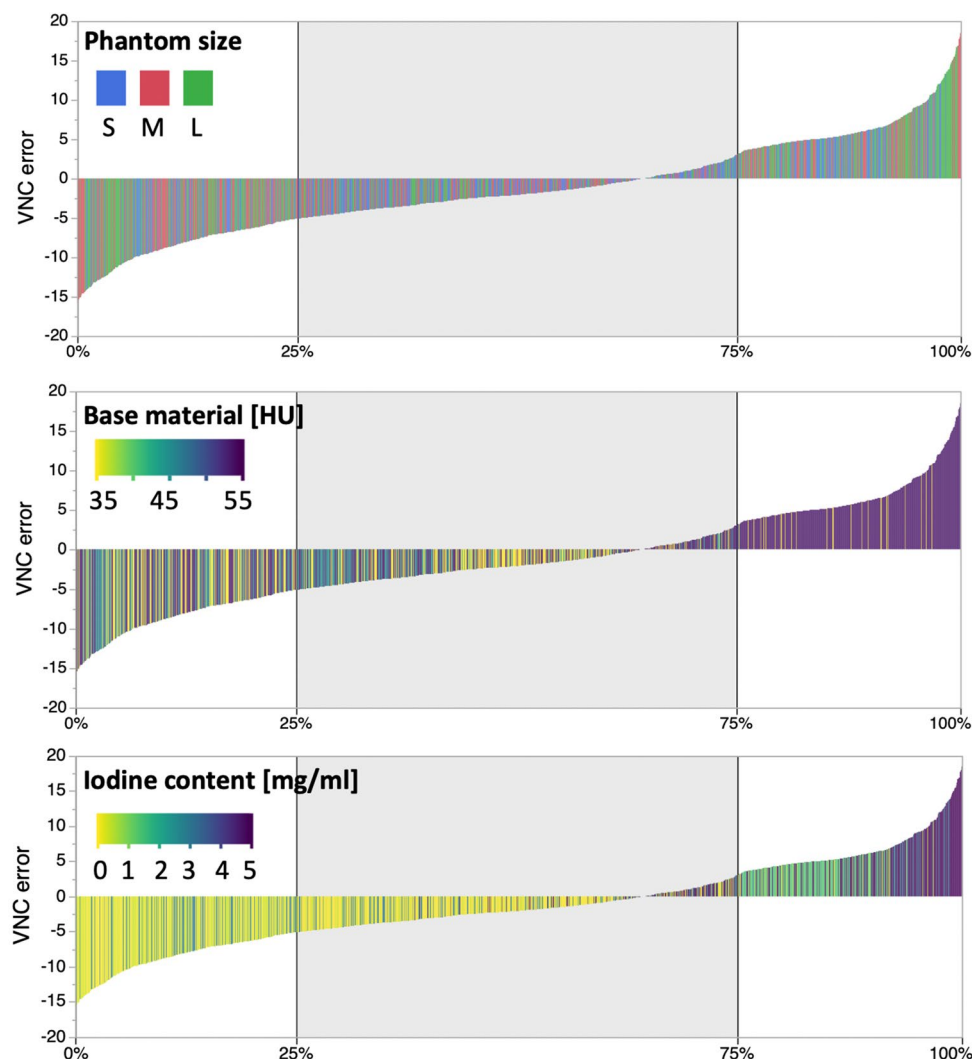 20
Phantom size
15
10
S M L
5
VNC error
0
-5
-10
-15
-20
0% 25% 75% 100%
20
Base material [HU]
15
10
35 45 55
5
VNC error
0
-5
-10
-15
-20
0% 25% 75% 100%
20
Iodine content [mg/ml]
15
10
0 1 2 3 4 5
5
VNC error
0
-5
-10
-15
-20
0% 25% 75% 100%